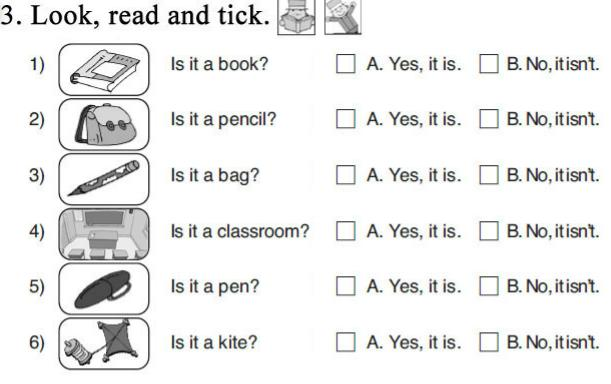 3. Look, read and tick.
1) Is it a book? A. Yes, it is. B. No, it isn't.
2) Is it a pencil? A. Yes, it is. B. No, it isn't.
3) Is it a bag? A. Yes, it is. B. No, it isn't.
4) Is it a classroom? A. Yes, it is. B. No, it isn't.
5) Is it a pen? A. Yes, it is. B. No, it isn't.
6) Is it a kite? A. Yes, it is. B. No, it isn't.